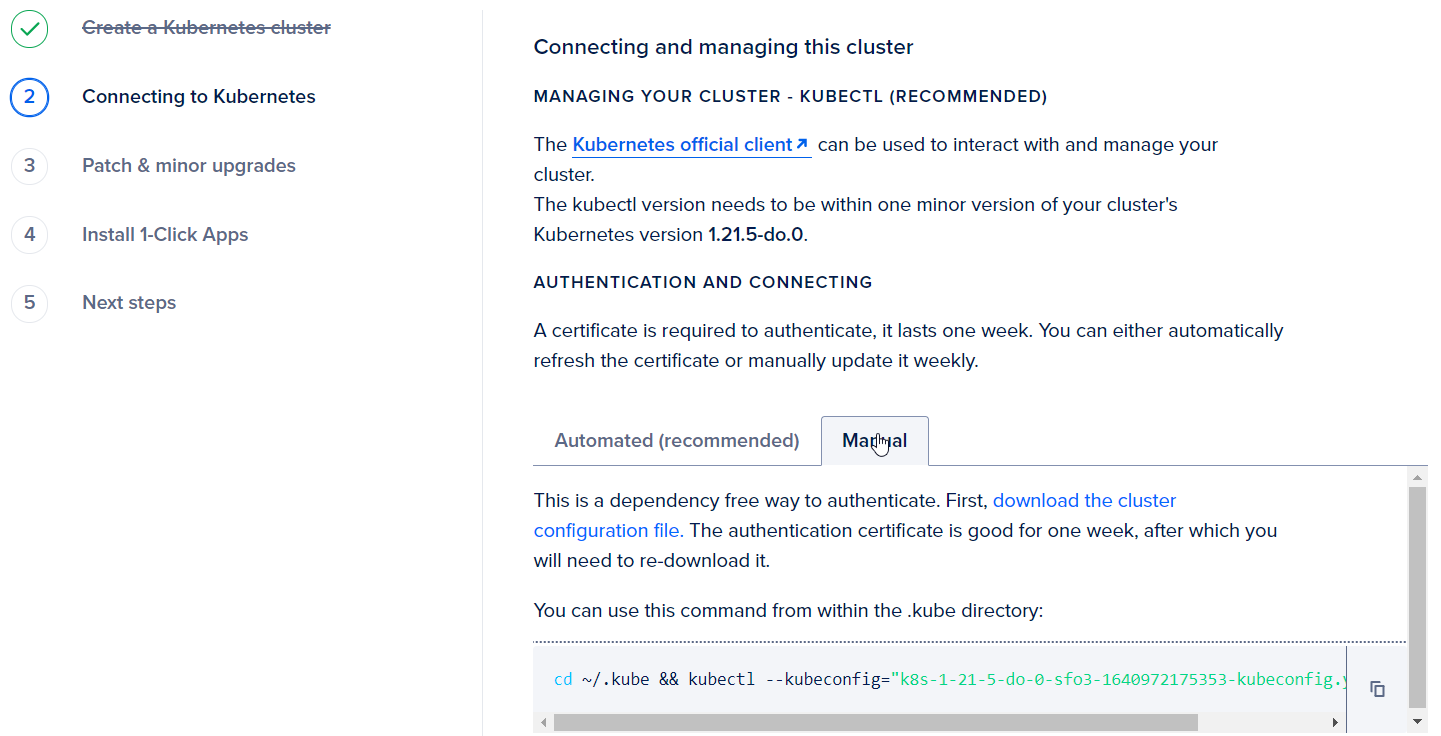 Create a Kubernetes cluster
2
Connecting to Kubernetes
3
Patch & minor upgrades
4
Install 1-Click Apps
5
Next steps
Connecting and managing this cluster
MANAGING YOUR CLUSTER - KUBECTL (RECOMMENDED)
The Kubernetes official client can be used to interact with and manage your
cluster.
The kubectl version needs to be within one minor version of your cluster's
Kubernetes version 1.21.5-do.0.
AUTHENTICATION AND CONNECTING
A certificate is required to authenticate, it lasts one week. You can either automatically
refresh the certificate or manually update it weekly.
Automated (recommended)
Manual
This is a dependency free way to authenticate. First, download the cluster
configuration file. The authentication certificate is good for one week, after which you
will need to re-download it.
You can use this command from within the .kube directory:
cd ~/.kube && kubectl --kubeconfig="k8s-1-21-5-do-0-sfo3-1640972175353-kubeconfig.y